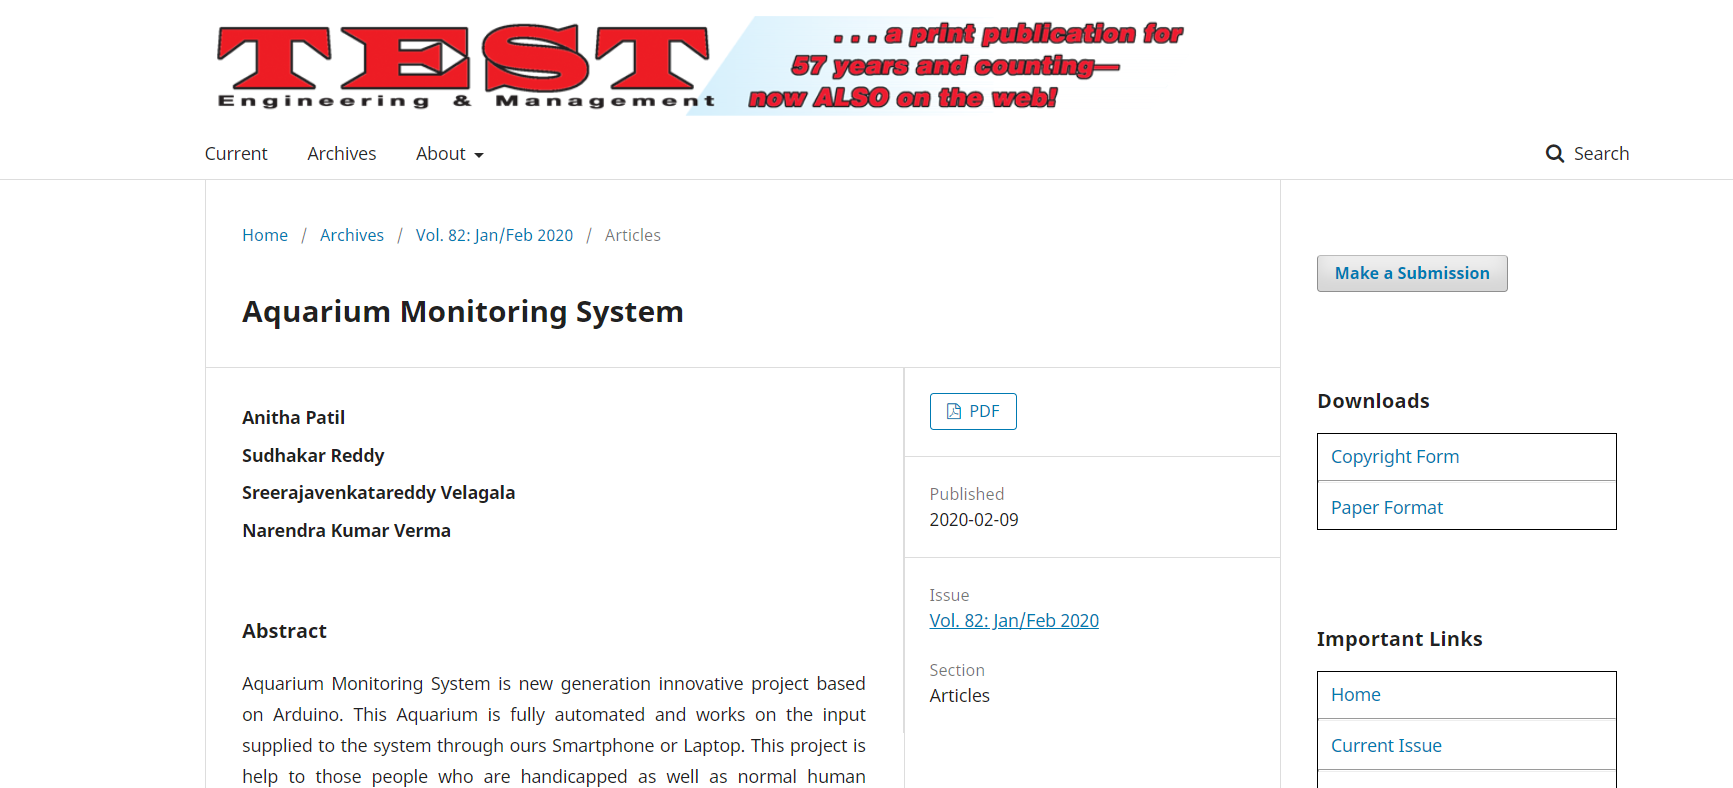 TEST
Engineering & Management
. . . a print publication for
57 years and counting—
now ALSO on the web!
Current
Archives
About
Search
Home / Archives / Vol. 82: Jan/Feb 2020 / Articles
Make a Submission
Aquarium Monitoring System
Anitha Patil
Sudhakar Reddy
Sreerajavenkatareddy Velagala
Narendra Kumar Verma
Abstract
Aquarium Monitoring System is new generation innovative project based
on Arduino. This Aquarium is fully automated and works on the input
supplied to the system through ours Smartphone or Laptop. This project is
help to those people who are handicapped as well as normal human
PDF
Published
2020-02-09
Issue
Vol. 82: Jan/Feb 2020
Section
Articles
Downloads
Copyright Form
Paper Format
Important Links
Home
Current Issue